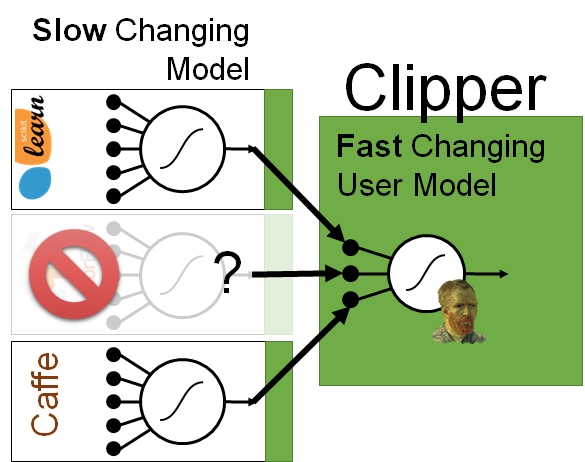 Slow Changing
Model
Clipper
scikit
learn
Fast Changing
User Model
?
Caffe